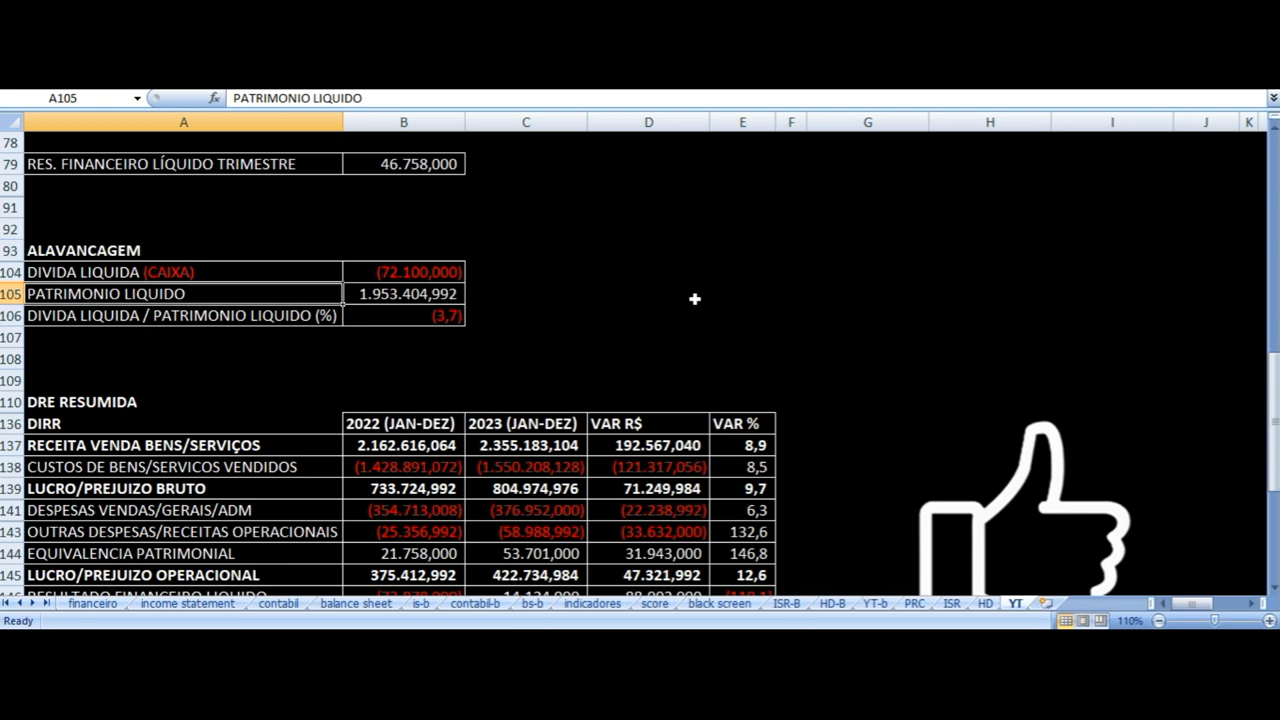 A105 fx PATRIMONIO LIQUIDO
A B C D E F G H I J K
78
79 RES. FINANCEIRO LÍQUIDO TRIMESTRE 46.758,000
80
91
92
93 ALAVANCAGEM
104 DIVIDA LIQUIDA (CAIXA) (72.100,000)
105 PATRIMONIO LIQUIDO 1.953.404,992
106 DIVIDA LIQUIDA / PATRIMONIO LIQUIDO (%) (3,7)
107
108
109
110 DRE RESUMIDA
136 DIRR 2022 (JAN-DEZ) 2023 (JAN-DEZ) VAR R$ VAR %
137 RECEITA VENDA BENS/SERVIÇOS 2.162.616,064 2.355.183,104 192.567,040 8,9
138 CUSTOS DE BENS/SERVICOS VENDIDOS (1.428.891,072) (1.550.208,128) (121.317,056) 8,5
139 LUCRO/PREJUIZO BRUTO 733.724,992 804.974,976 71.249,984 9,7
141 DESPESAS VENDAS/GERAIS/ADM (354.713,008) (376.952,000) (22.238,992) 6,3
143 OUTRAS DESPESAS/RECEITAS OPERACIONAIS (25.356,992) (58.988,992) (33.632,000) 132,6
144 EQUIVALENCIA PATRIMONIAL 21.758,000 53.701,000 31.943,000 146,8
145 LUCRO/PREJUIZO OPERACIONAL 375.412,992 422.734,984 47.321,992 12,6
financeiro income statement contabil balance sheet is-b contabil-b bs-b indicadores score black screen ISR-B HD-B YT-b PRC ISR HD YT
Ready 110%